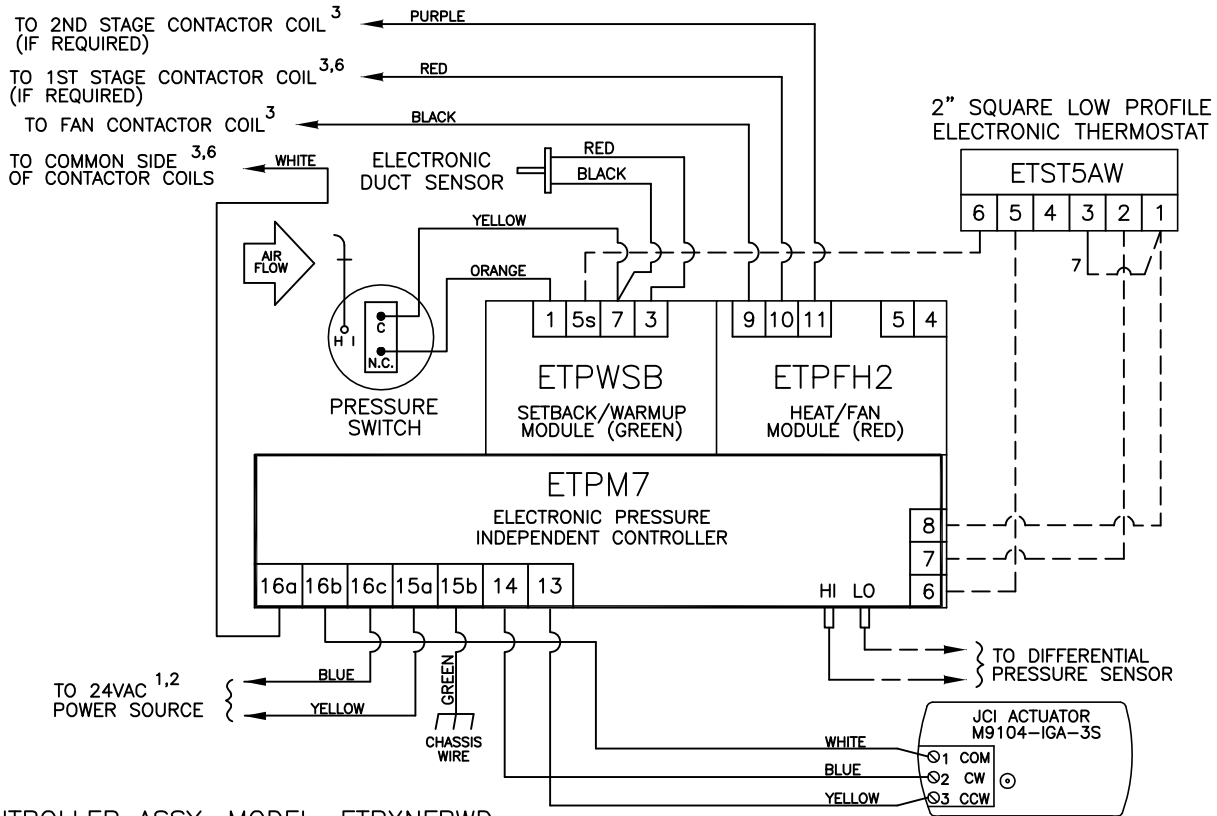 TO 2ND STAGE CONTACTOR COIL 3
(IF REQUIRED)
PURPLE
TO 1ST STAGE CONTACTOR COIL 3,6
(IF REQUIRED)
RED
TO FAN CONTACTOR COIL 3
BLACK
TO COMMON SIDE 3,6
OF CONTACTOR COILS
WHITE
ELECTRONIC
DUCT SENSOR
RED
BLACK
2" SQUARE LOW PROFILE
ELECTRONIC THERMOSTAT
ETST5AW
6 5 4 3 2 1
7
YELLOW
ORANGE
AIR
FLOW
HI
C
N.C.
PRESSURE
SWITCH
1 5s 7 3
9 10 11 5 4
ETPWSB
SETBACK/WARMUP
MODULE (GREEN)
ETPFH2
HEAT/FAN
MODULE (RED)
ETPM7
ELECTRONIC PRESSURE
INDEPENDENT CONTROLLER
8
7
6
16a 16b 16c 15a 15b 14 13
HI LO
TO DIFFERENTIAL
PRESSURE SENSOR
TO 24VAC 1,2
POWER SOURCE
BLUE
YELLOW
GREEN
CHASSIS
WIRE
JCI ACTUATOR
M9104-IGA-3S
WHITE
1 COM
BLUE
2 CW
YELLOW
3 CCW